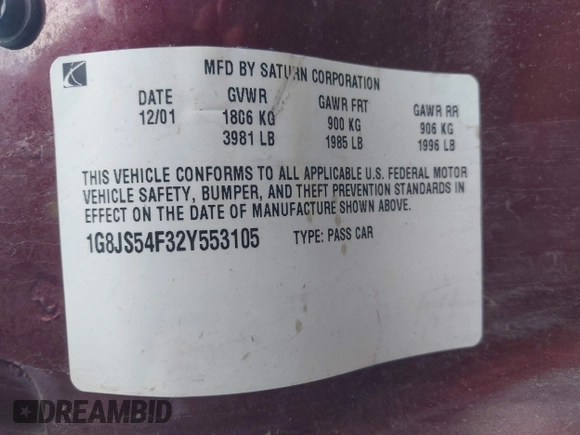 MFD BY SATURN CORPORATION
DATE GVWR GAWR FRT GAWR RR
12/01 1806 KG 900 KG 906 KG
3981 LB 1985 LB 1996 LB
THIS VEHICLE CONFORMS TO ALL APPLICABLE U.S. FEDERAL MOTOR
VEHICLE SAFETY, BUMPER, AND THEFT PREVENTION STANDARDS IN
EFFECT ON THE DATE OF MANUFACTURE SHOWN ABOVE.
1G8JS54F32Y553105 TYPE: PASS CAR
DREAMBID